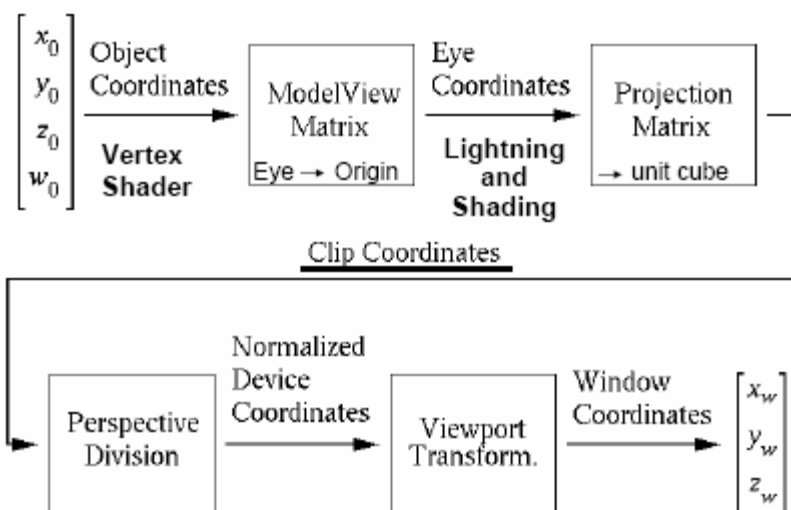 x0
y0
z0
w0
Object
Coordinates
Vertex
Shader
ModelView
Matrix
Eye → Origin
Eye
Coordinates
Lightning
and
Shading
Projection
Matrix
→ unit cube
Clip Coordinates
Perspective
Division
Normalized
Device
Coordinates
Viewport
Transform.
Window
Coordinates
xw
yw
zw